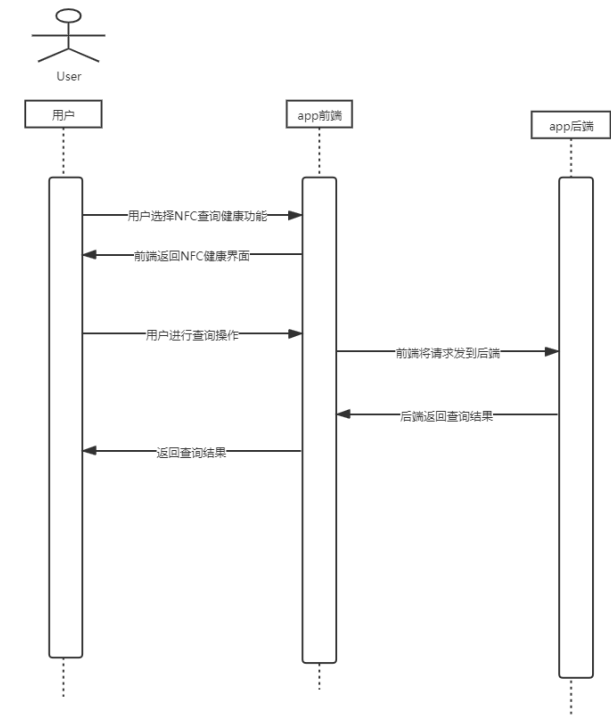 User
用户
app前端
app后端
用户选择NFC查询健康功能
前端返回NFC健康界面
用户进行查询操作
前端将请求发到后端
后端返回查询结果
返回查询结果